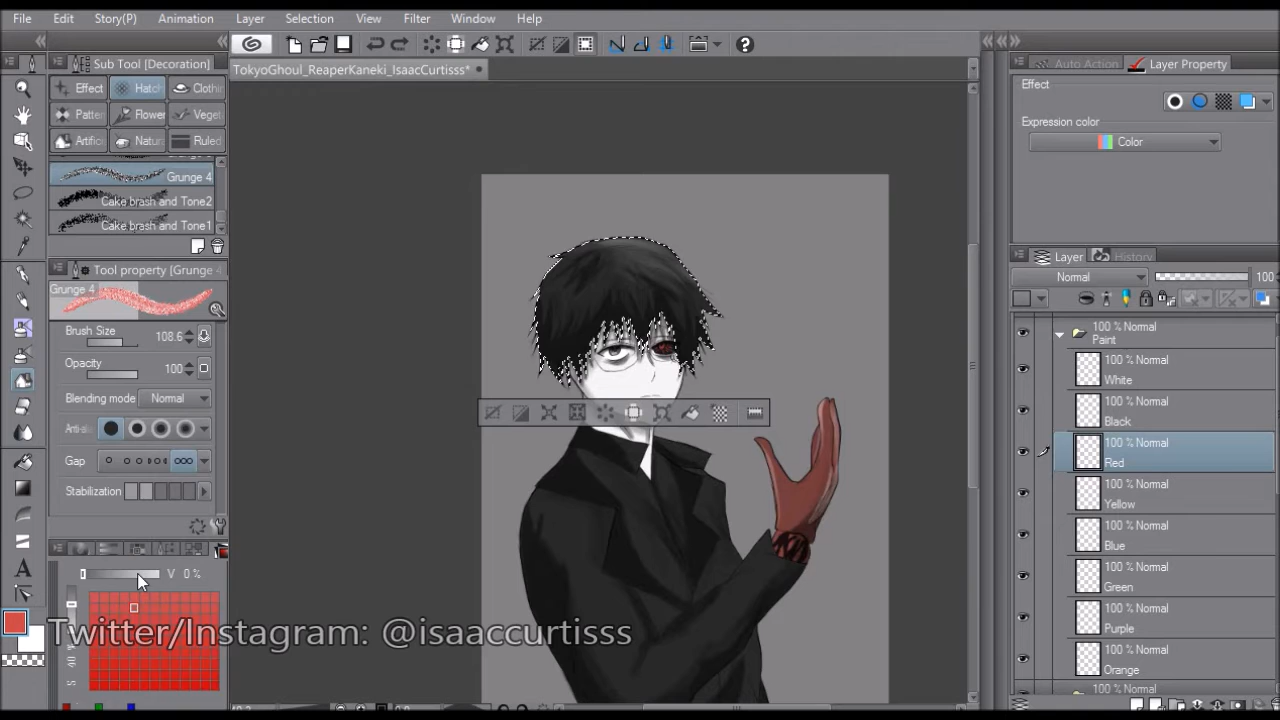 File Edit Story(P) Animation Layer Selection View Filter Window Help
Sub Tool [Decoration]
TokyoGhoul_ReaperKaneki_IsaacCurtisss*
Auto Action Layer Property
Effect Hatch Clothi
Effect
Patter Flower Veget
Expression color
Artific Natura Ruled
Color
Grunge 4
Cake brash and Tone2
Cake brash and Tone1
Layer History
Tool property [Grunge 4
Normal 100
Grunge 4
Brush Size 108.6
100 % Normal
Paint
Opacity 100
100 % Normal
White
Blending mode Normal
100 % Normal
Black
Anti-a
100 % Normal
Red
Gap
Stabilization
100 % Normal
Yellow
100 % Normal
Blue
V 0 %
100 % Normal
Green
100 % Normal
Purple
Twitter/Instagram: @isaaccurtisss
100 % Normal
Orange
100 % Normal